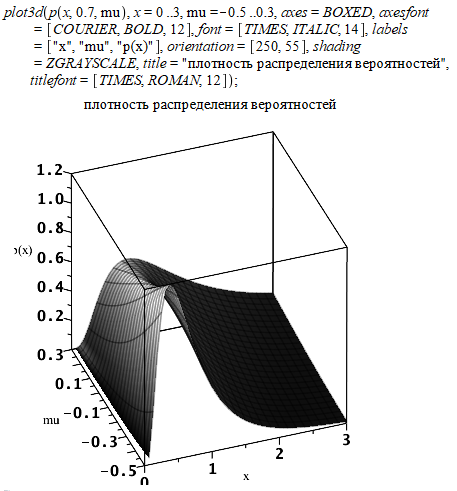 plot3d(p(x, 0.7, mu), x = 0 ..3, mu = −0.5 ..0.3, axes = BOXED, axesfont
= [COURIER, BOLD, 12], font = [TIMES, ITALIC, 14], labels
= ["x", "mu", "p(x)" ], orientation = [250, 55], shading
= ZGRAYSCALE, title = "плотность распределения вероятностей",
titlefont = [TIMES, ROMAN, 12]);
плотность распределения вероятностей
1.2
1.0
0.8
p(x)
0.6
0.4
0.2
0.3
0.1
−0.1
mu
−0.3
−0.5
0
1
2
3
x